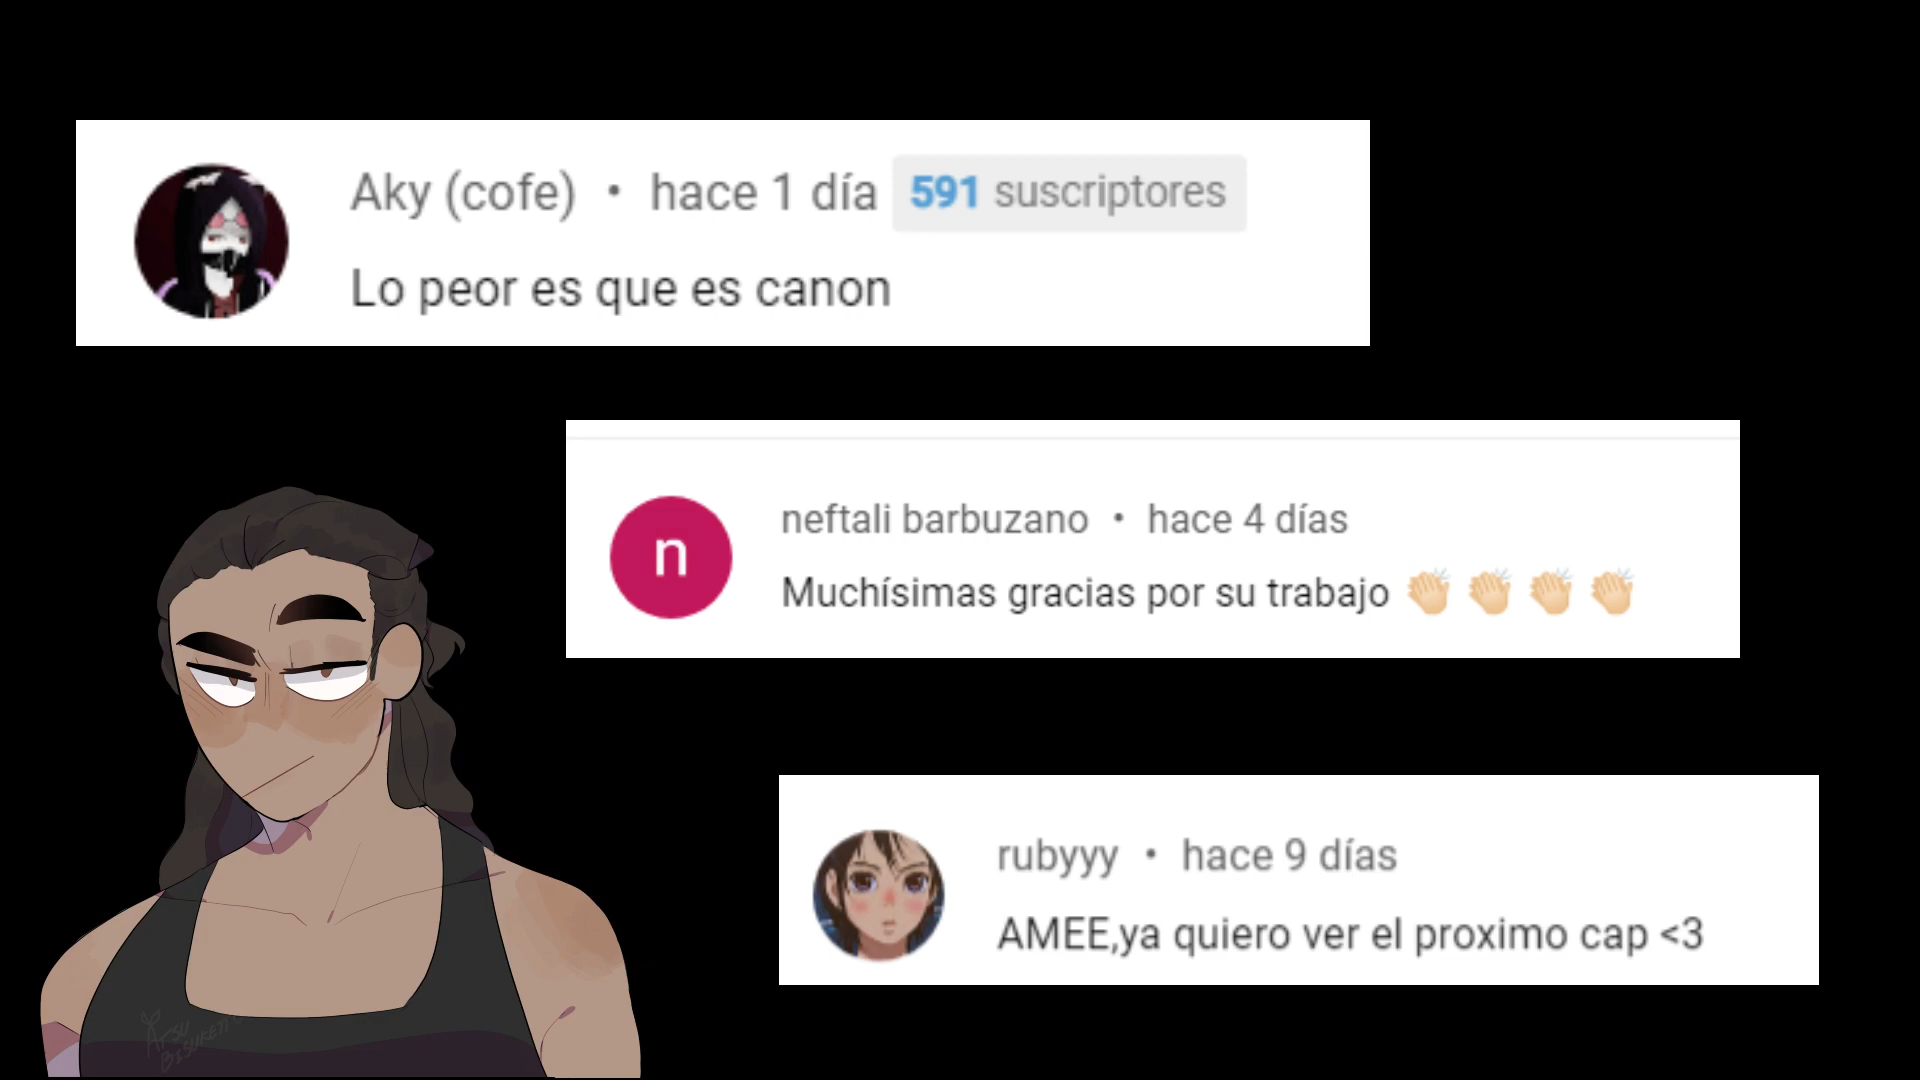 Aky (cofe) • hace 1 día 591 suscriptores
Lo peor es que es canon
n
neftali barbuzano • hace 4 días
Muchísimas gracias por su trabajo 👏🏻 👏🏻 👏🏻 👏🏻
rubyyy • hace 9 días
AMEE,ya quiero ver el proximo cap <3